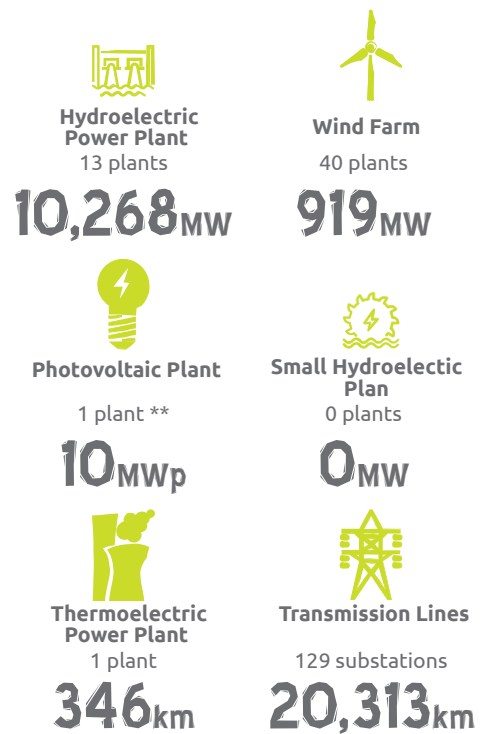 Hydroelectric
Power Plant
13 plants
10,268MW
Wind Farm
40 plants
919MW
Photovoltaic Plant
1 plant **
10MWp
Small Hydroelectic
Plan
0 plants
0MW
Thermoelectric
Power Plant
1 plant
346km
Transmission Lines
129 substations
20,313km